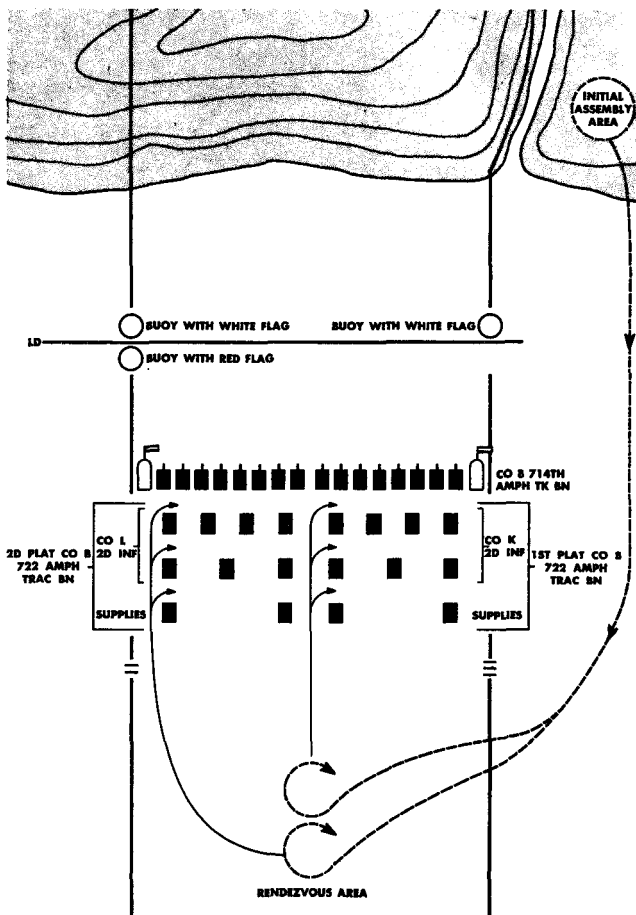 INITIAL
ASSEMBLY
AREA
BUOY WITH WHITE FLAG
BUOY WITH WHITE FLAG
LD
BUOY WITH RED FLAG
CO B 714TH
AMPH TK BN
2D PLAT CO B
722 AMPH
TRAC BN
CO L
2D INF
CO K
2D INF
1ST PLAT CO B
722 AMPH
TRAC BN
SUPPLIES
SUPPLIES
RENDEZVOUS AREA